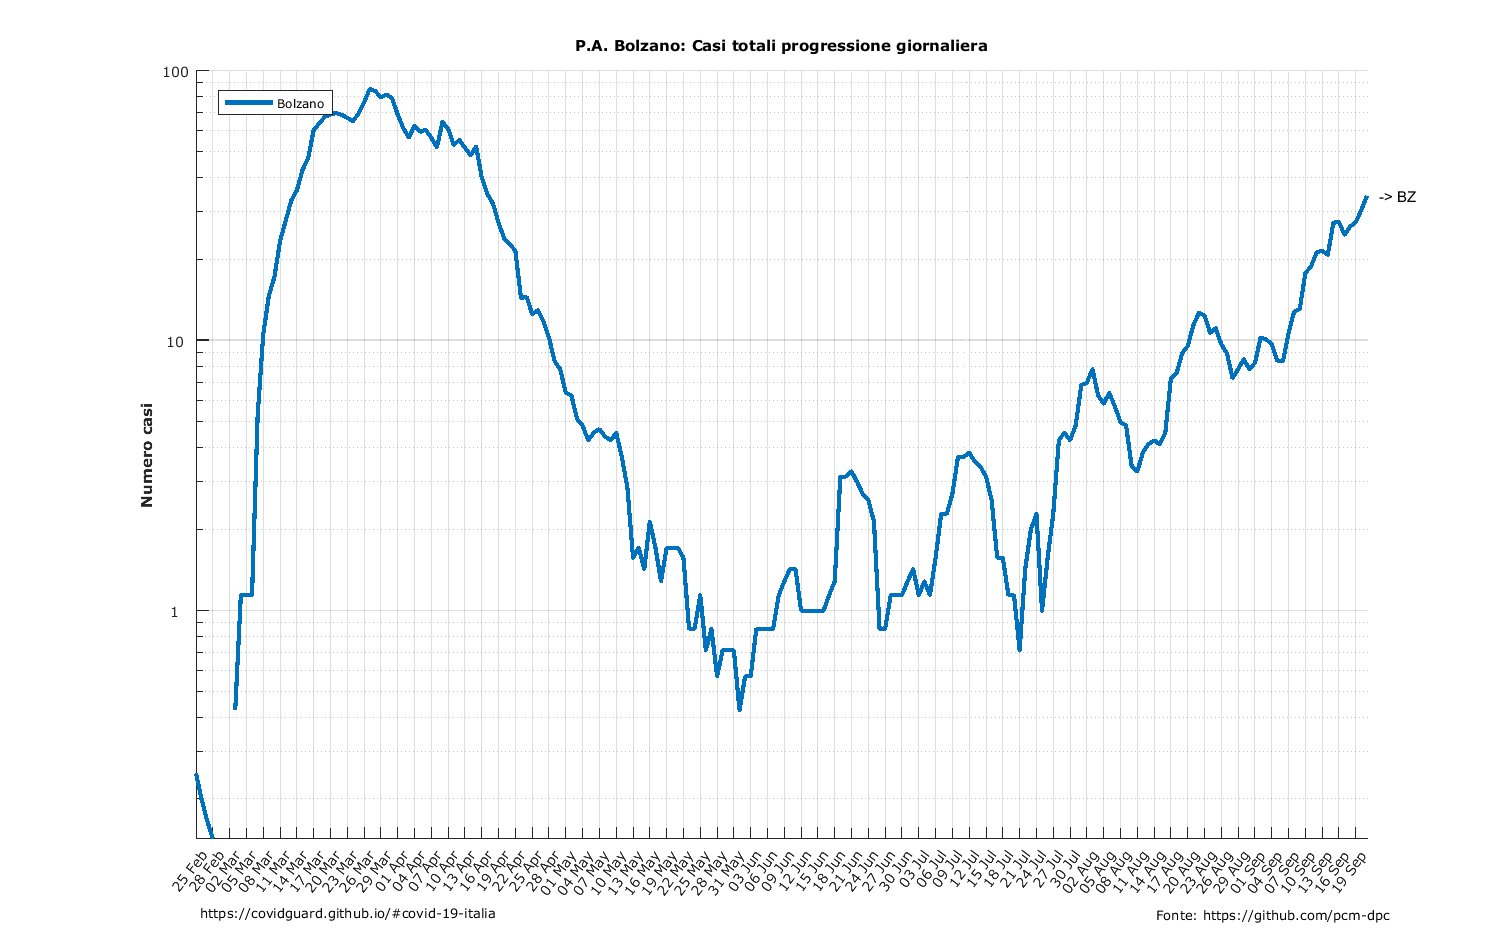 P.A. Bolzano: Casi totali progressione giornaliera
100
Bolzano
-> BZ
10
Numero casi
1
25 Feb
28 Feb
02 Mar
05 Mar
08 Mar
11 Mar
14 Mar
17 Mar
20 Mar
23 Mar
26 Mar
29 Mar
01 Apr
04 Apr
07 Apr
10 Apr
13 Apr
16 Apr
19 Apr
22 Apr
25 Apr
28 Apr
01 May
04 May
07 May
10 May
13 May
16 May
19 May
22 May
25 May
28 May
31 May
03 Jun
06 Jun
09 Jun
12 Jun
15 Jun
18 Jun
21 Jun
24 Jun
27 Jun
30 Jun
03 Jul
06 Jul
09 Jul
12 Jul
15 Jul
18 Jul
21 Jul
24 Jul
27 Jul
30 Jul
02 Aug
05 Aug
08 Aug
11 Aug
14 Aug
17 Aug
20 Aug
23 Aug
26 Aug
29 Aug
01 Sep
04 Sep
07 Sep
10 Sep
13 Sep
16 Sep
19 Sep
https://covidguard.github.io/#covid-19-italia
Fonte: https://github.com/pcm-dpc